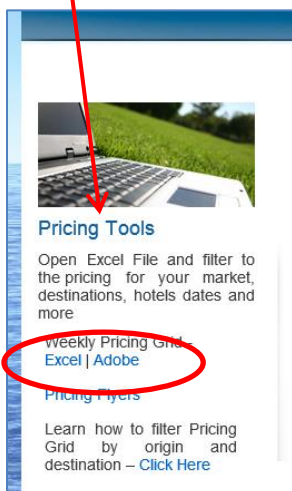 Pricing Tools
Open Excel File and filter to
the pricing for your market,
destinations, hotels dates and
more
Weekly Pricing Grid -
Excel | Adobe
Pricing Flyers
Learn how to filter Pricing
Grid by origin and
destination – Click Here